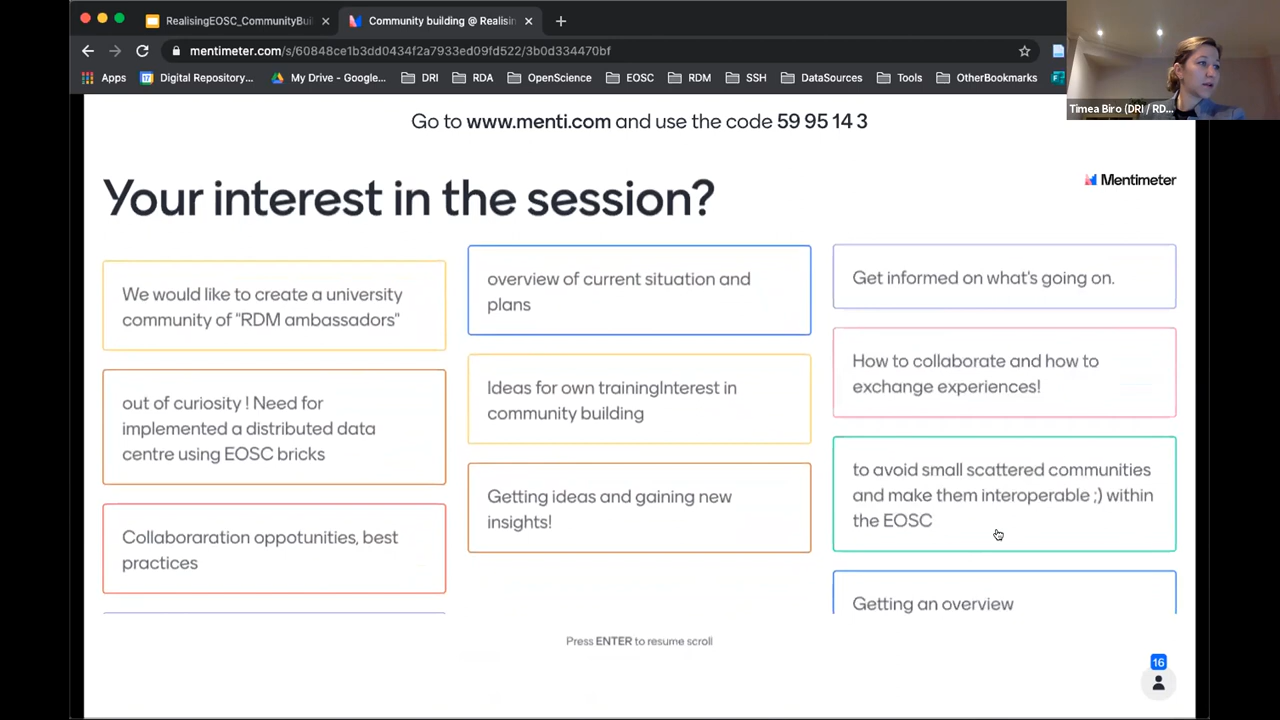 RealisingEOSC_CommunityBui
Community building @ Realisin
mentimeter.com/s/60848ce1b3dd0434f2a7933ed09fd522/3b0d334470bf
Apps
17
Digital Repository...
My Drive - Google...
DRI
RDA
OpenScience
EOSC
RDM
SSH
DataSources
Tools
OtherBookmarks
Timea Biro (DRI / RD...
Go to www.menti.com and use the code 59 95 14 3
Your interest in the session?
Mentimeter
We would like to create a university
community of "RDM ambassadors"
out of curiosity ! Need for
implemented a distributed data
centre using EOSC bricks
Collaboraration oppotunities, best
practices
overview of current situation and
plans
Ideas for own trainingInterest in
community building
Getting ideas and gaining new
insights!
Get informed on what's going on.
How to collaborate and how to
exchange experiences!
to avoid small scattered communities
and make them interoperable ;) within
the EOSC
Getting an overview
Press ENTER to resume scroll
16